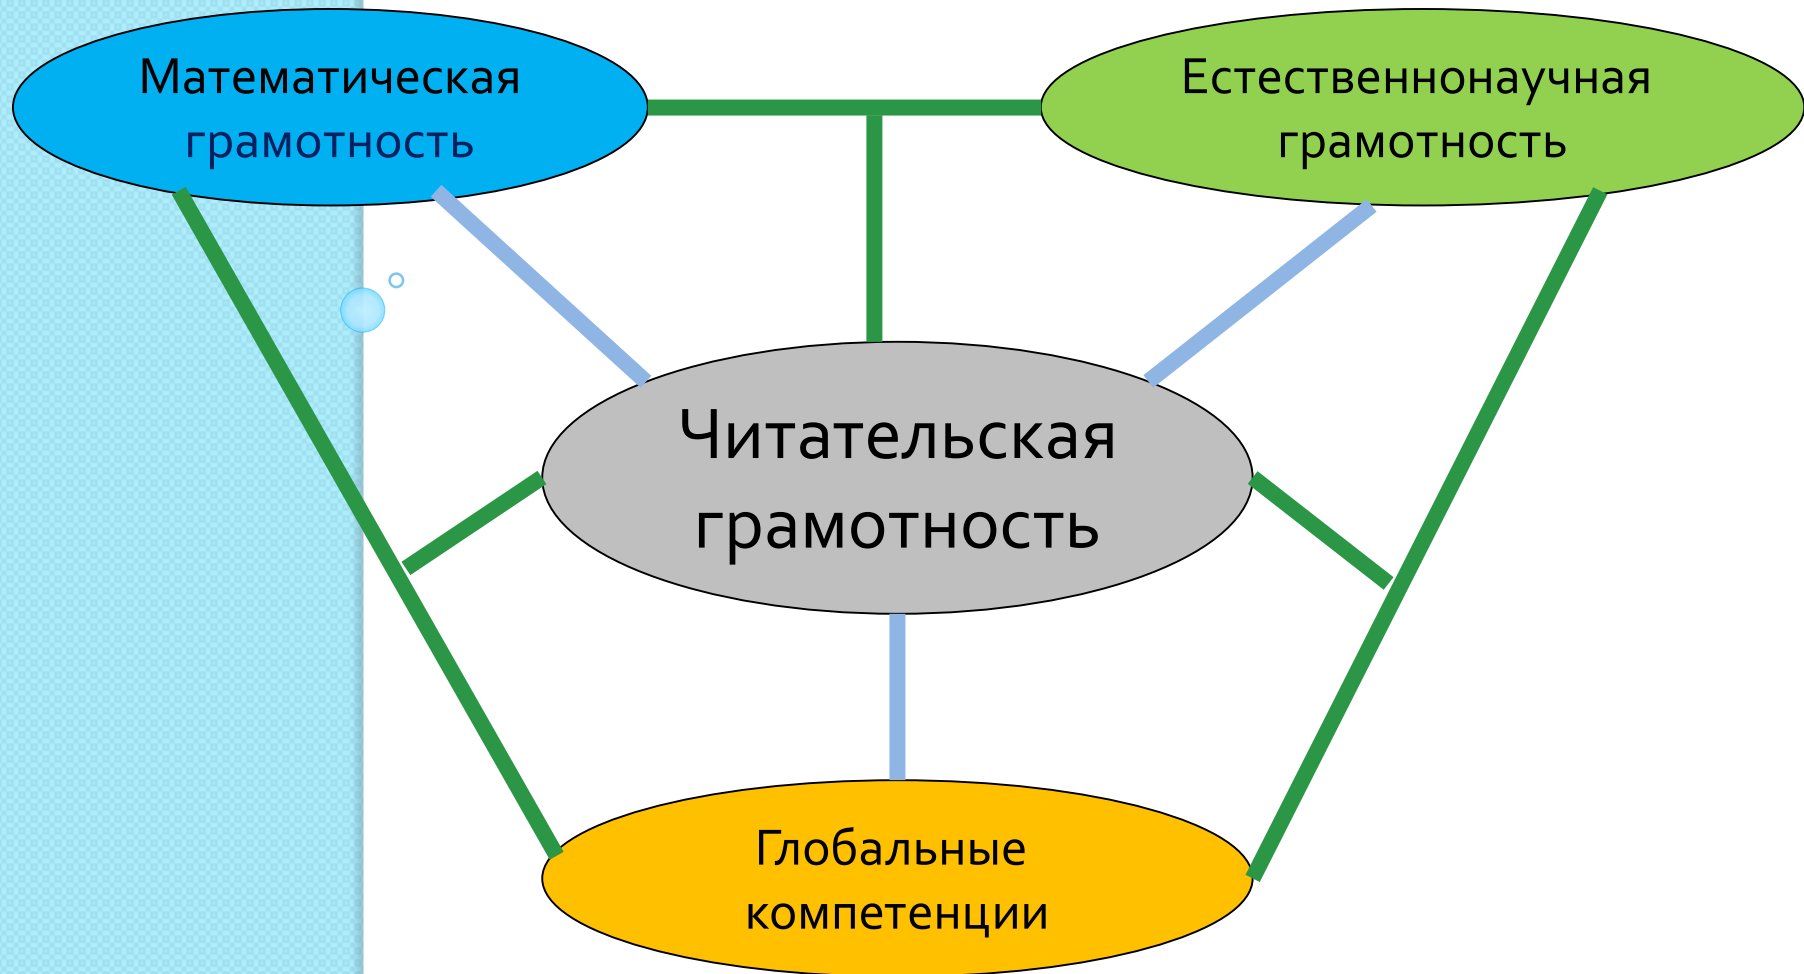 Математическая
грамотность
Естественнонаучная
грамотность
Читательская
грамотность
Глобальные
компетенции